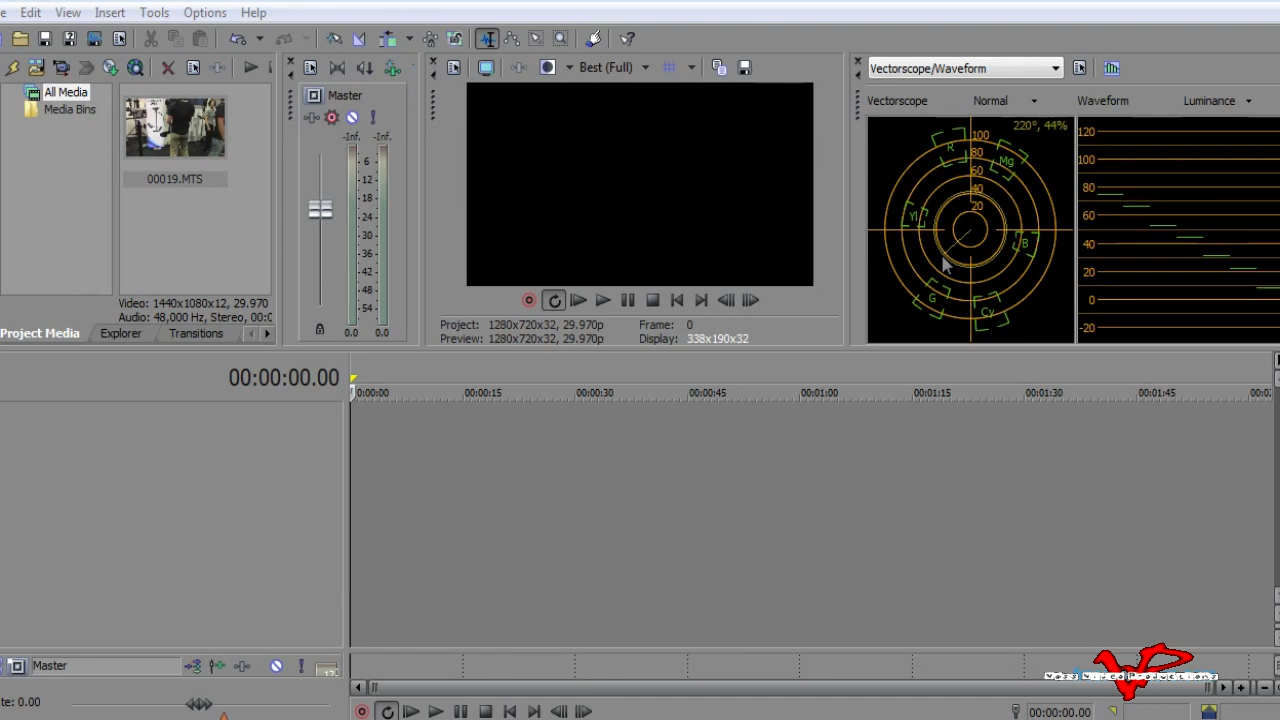 Edit View Insert Tools Options Help
Best (Full)
Vectorscope/Waveform
All Media
Media Bins
Master
Vectorscope Normal Waveform Luminance
-Inf. -Inf.
6
12
18
24
30
36
42
48
54
0.0 0.0
00019.MTS
220°, 44%
100
80
60
40
20
R
Mg
Yl
B
G
Cy
120
100
80
60
40
20
0
-20
Video: 1440x1080x12, 29.970
Audio: 48,000 Hz, Stereo, 00:0
Project Media Explorer Transitions
Project: 1280x720x32, 29.970p Frame: 0
Preview: 1280x720x32, 29.970p Display: 338x190x32
00:00:00.00
0:00:00 00:00:15 00:00:30 00:00:45 00:01:00 00:01:15 00:01:30 00:01:45 00:0
Master
te: 0.00
00:00:00.00